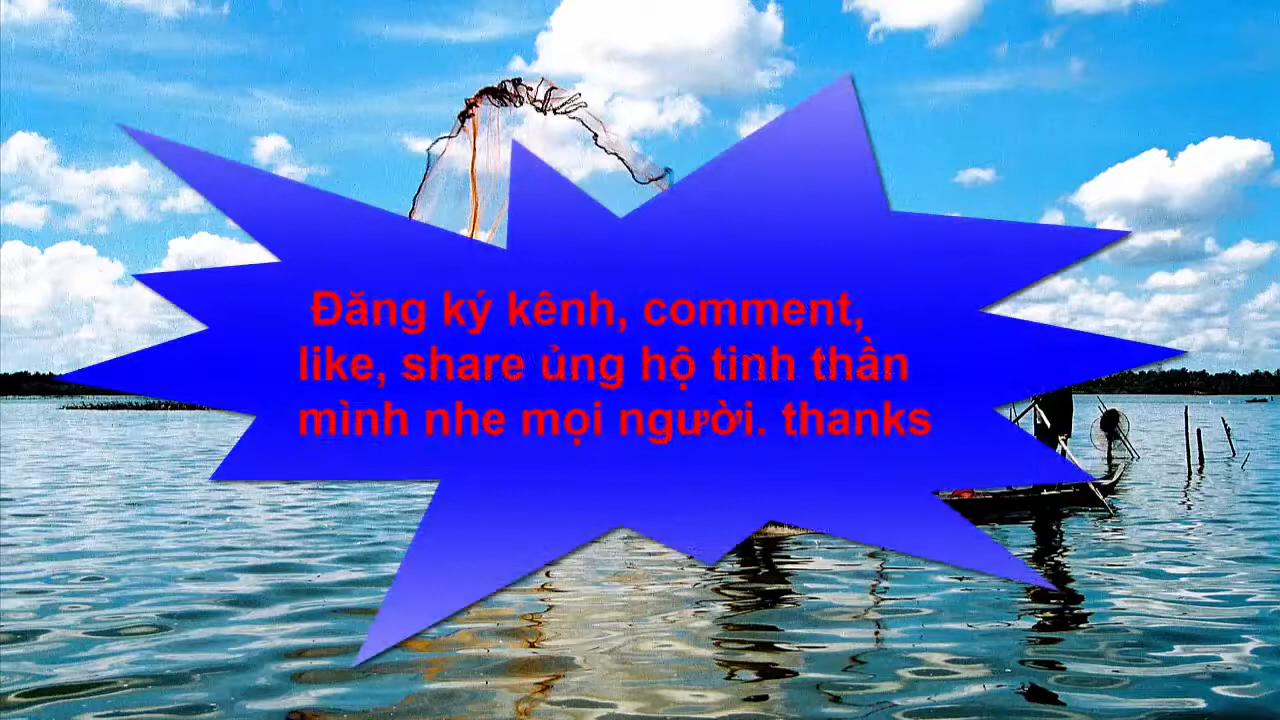 Đăng ký kênh, comment,
like, share ủng hộ tinh thần
mình nhe mọi người. thanks